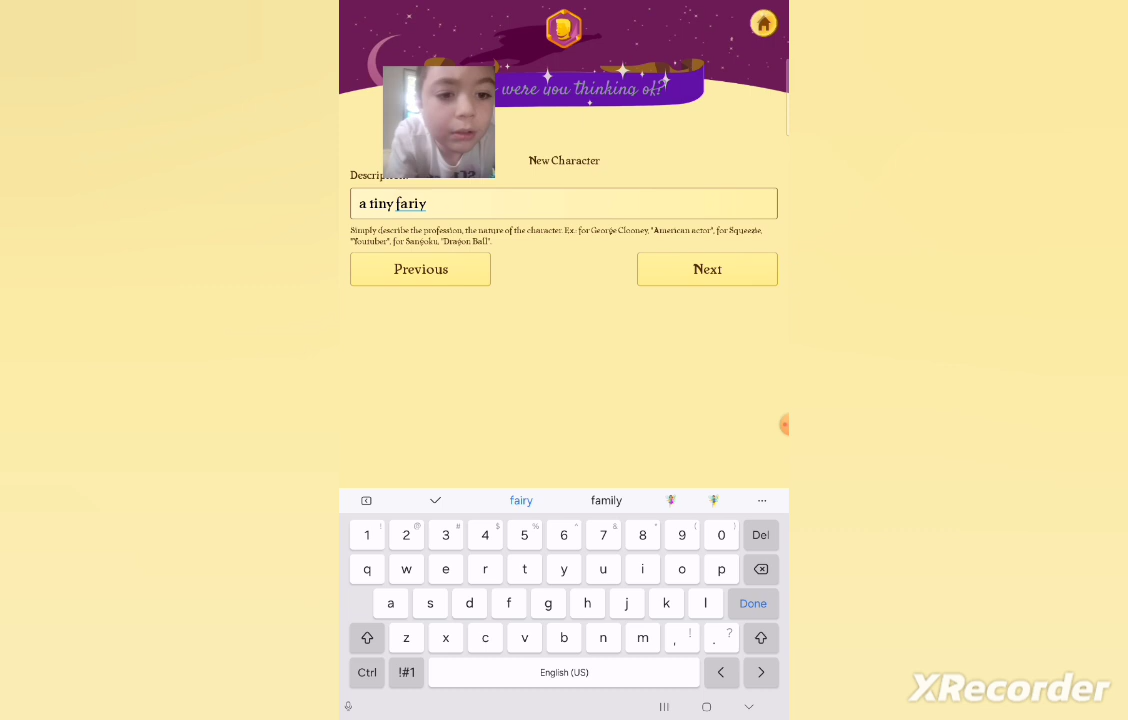 were you thinking of?
New Character
a tiny fariy
Simply describe the profession, the nature of the character. Ex.: for George Clooney, "American actor", for Squeezie,
"Youtuber", for Sangoku, "Dragon Ball".
Previous
Next
fairy
family
...
1 ! 2 @ 3 # 4 $ 5 % 6 ^ 7 & 8 * 9 ( 0 ) Del
q w e r t y u i o p
a s d f g h j k l Done
z x c v b n m , ! . ?
Ctrl !#1 English (US) < >
XRecorder